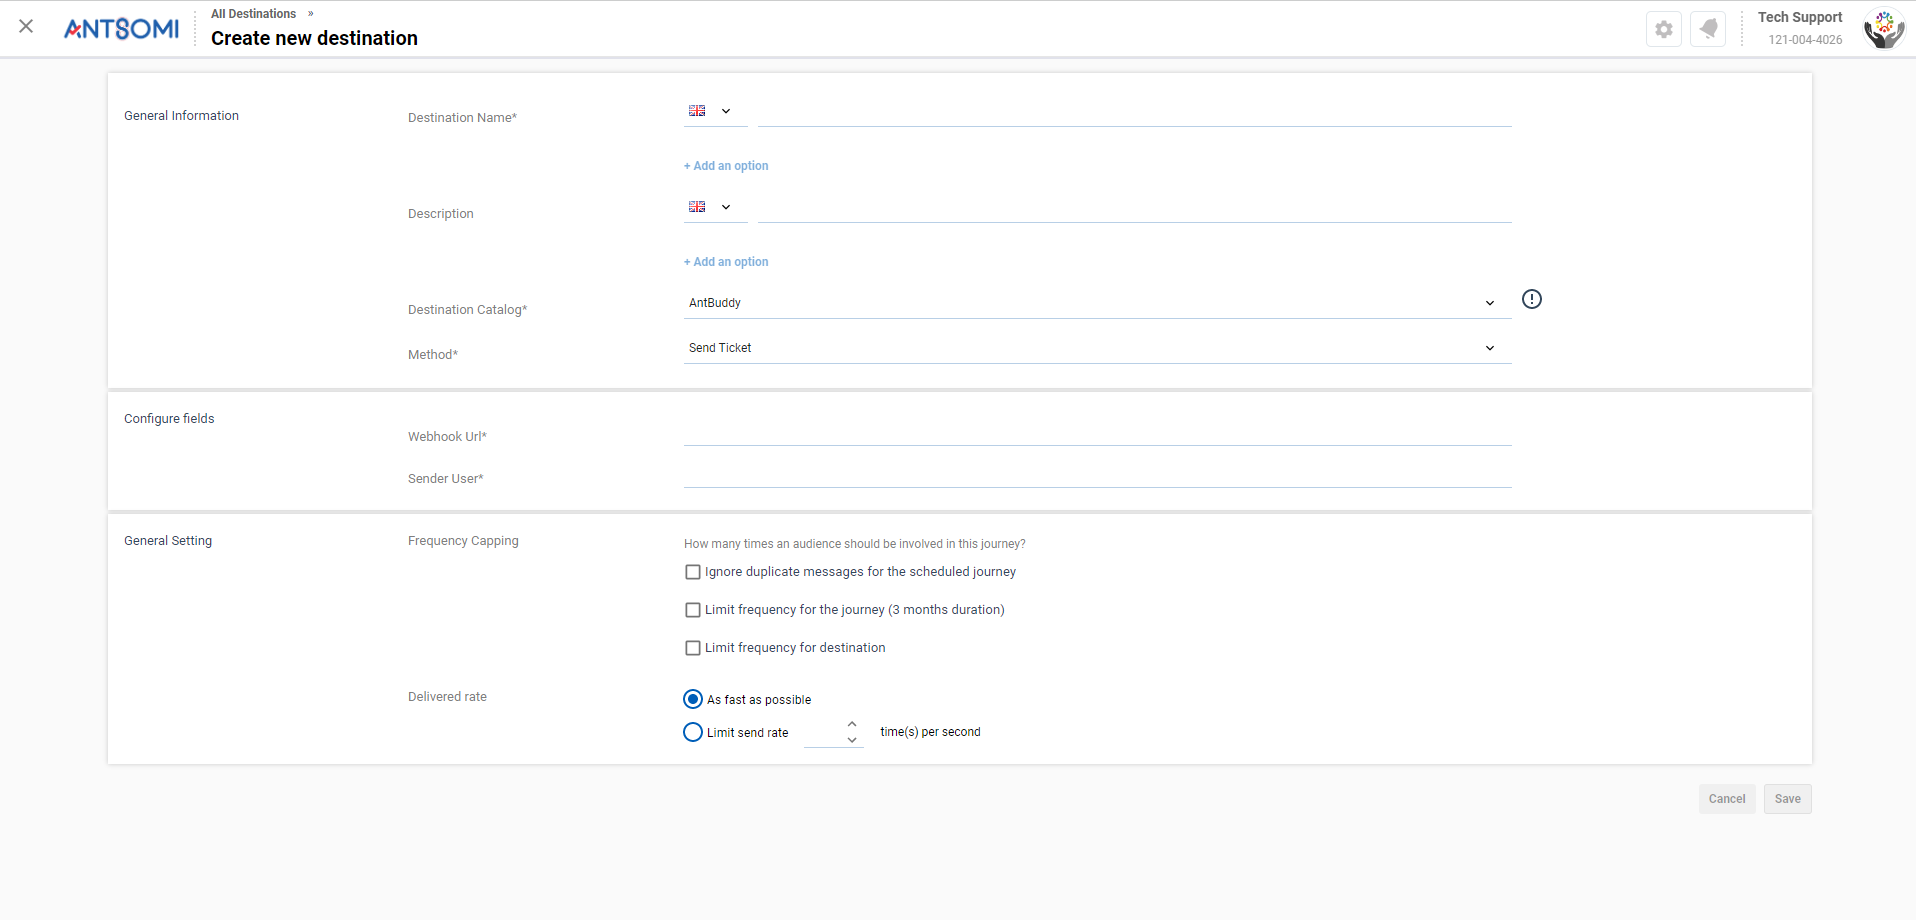 ANTSOMI
All Destinations »
Create new destination
Tech Support
121-004-4026
General Information
Destination Name*
+ Add an option
Description
+ Add an option
Destination Catalog*
AntBuddy
Method*
Send Ticket
Configure fields
Webhook Url*
Sender User*
General Setting
Frequency Capping
How many times an audience should be involved in this journey?
Ignore duplicate messages for the scheduled journey
Limit frequency for the journey (3 months duration)
Limit frequency for destination
Delivered rate
As fast as possible
Limit send rate
time(s) per second
Cancel
Save